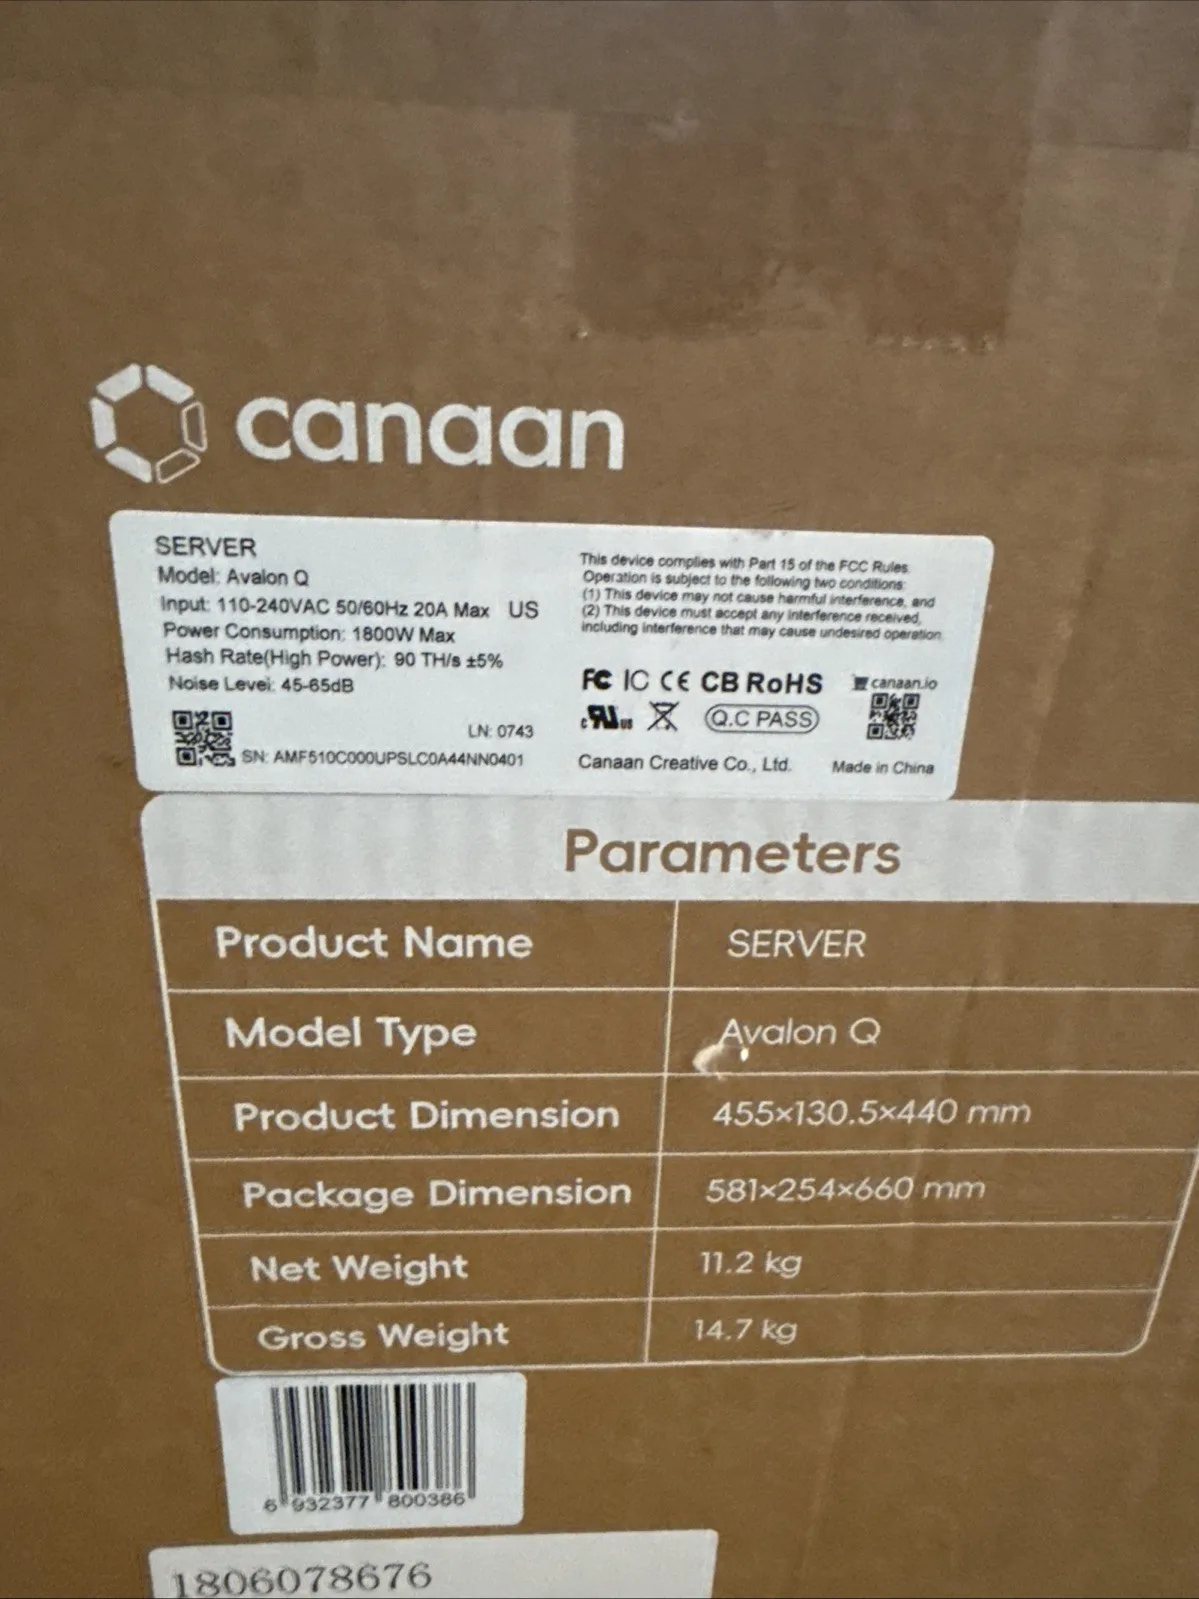 canaan
SERVER
Model: Avalon Q
Input: 110-240VAC 50/60Hz 20A Max US
Power Consumption: 1800W Max
Hash Rate(High Power): 90 TH/s ±5%
Noise Level: 45-65dB
LN: 0743
SN: AMF510C000UPSLC0A44NN0401
This device complies with Part 15 of the FCC Rules.
Operation is subject to the following two conditions:
(1) This device may not cause harmful interference, and
(2) This device must accept any interference received,
including interference that may cause undesired operation.
FC IC CE CB RoHS
canaan.io
c RU us Q.C PASS
Canaan Creative Co., Ltd.
Made in China
Parameters
Product Name SERVER
Model Type Avalon Q
Product Dimension 455×130.5×440 mm
Package Dimension 581×254×660 mm
Net Weight 11.2 kg
Gross Weight 14.7 kg
6 932377 800386
1806078676